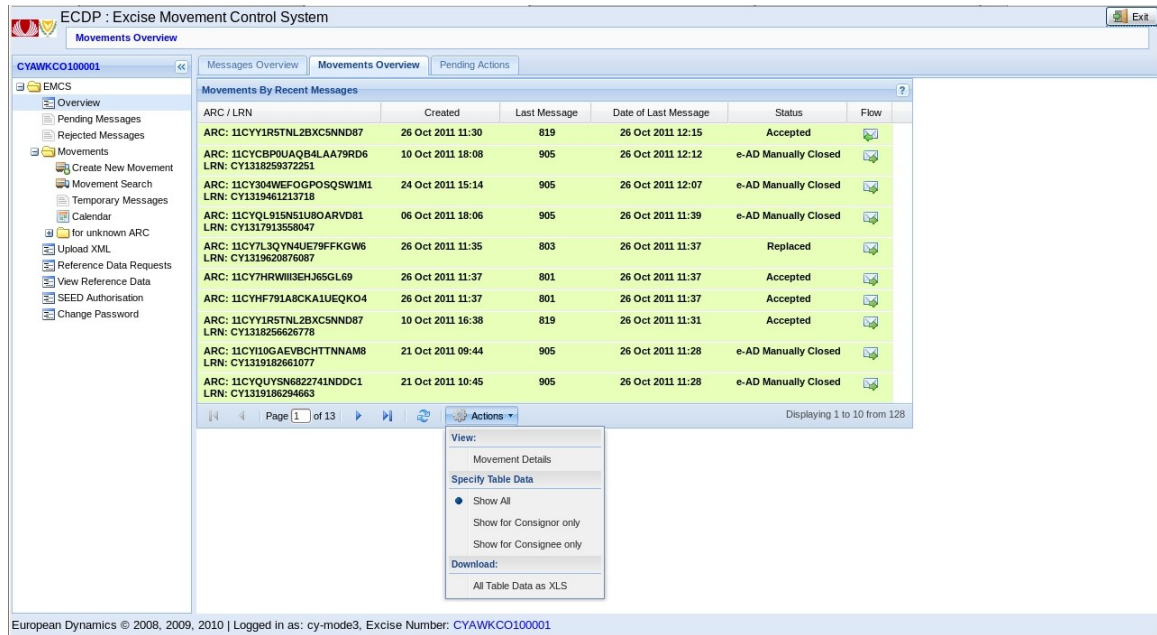 ECDP : Excise Movement Control System
Exit
Movements Overview
CYAWKCO100001
EMCS
Overview
Pending Messages
Rejected Messages
Movements
Create New Movement
Movement Search
Temporary Messages
Calendar
for unknown ARC
Upload XML
Reference Data Requests
View Reference Data
SEED Authorisation
Change Password
Messages Overview Movements Overview Pending Actions
Movements By Recent Messages ?
ARC / LRN Created Last Message Date of Last Message Status Flow
ARC: 11CYY1R5TNL2BXC5NND87 26 Oct 2011 11:30 819 26 Oct 2011 12:15 Accepted
ARC: 11CYCBP0UAQB4LAA79RD6 10 Oct 2011 18:08 905 26 Oct 2011 12:12 e-AD Manually Closed
LRN: CY1318259372251
ARC: 11CY304WEFOGPOSQSW1M1 24 Oct 2011 15:14 905 26 Oct 2011 12:07 e-AD Manually Closed
LRN: CY1319461213718
ARC: 11CYQL915N51U8OARVD81 06 Oct 2011 18:06 905 26 Oct 2011 11:39 e-AD Manually Closed
LRN: CY1317913558047
ARC: 11CY7L3QYN4UE79FFKGW6 26 Oct 2011 11:35 803 26 Oct 2011 11:37 Replaced
LRN: CY1319620876087
ARC: 11CY7HRWIII3EHJ65GL69 26 Oct 2011 11:37 801 26 Oct 2011 11:37 Accepted
ARC: 11CYHF791A8CKA1UEQKO4 26 Oct 2011 11:37 801 26 Oct 2011 11:37 Accepted
ARC: 11CYY1R5TNL2BXC5NND87 10 Oct 2011 16:38 819 26 Oct 2011 11:31 Accepted
LRN: CY1318256626778
ARC: 11CYI10GAEVBCHTTNNAM8 21 Oct 2011 09:44 905 26 Oct 2011 11:28 e-AD Manually Closed
LRN: CY1319182661077
ARC: 11CYQUYSN6822741NDDC1 21 Oct 2011 10:45 905 26 Oct 2011 11:28 e-AD Manually Closed
LRN: CY1319186294663
Page 1 of 13 Actions Displaying 1 to 10 from 128
View:
Movement Details
Specify Table Data
Show All
Show for Consignor only
Show for Consignee only
Download:
All Table Data as XLS
European Dynamics © 2008, 2009, 2010 | Logged in as: cy-mode3, Excise Number: CYAWKCO100001